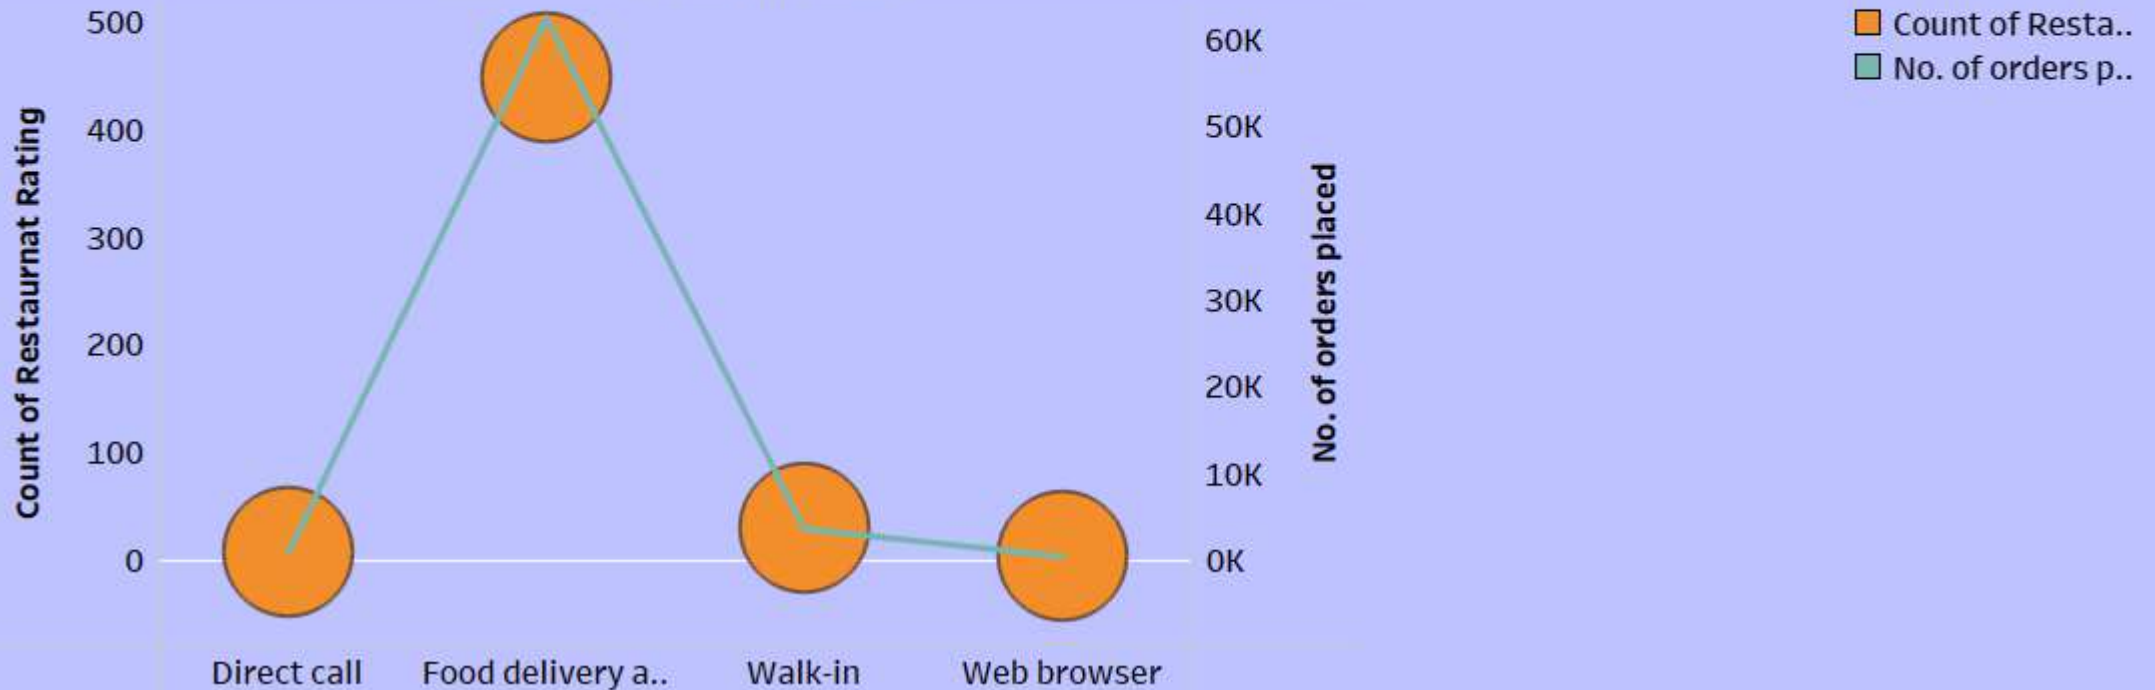 Count of Restaurnat Rating
500
400
300
200
100
0
60K
50K
40K
30K
20K
10K
0K
No. of orders placed
Direct call
Food delivery a..
Walk-in
Web browser
Count of Resta..
No. of orders p..